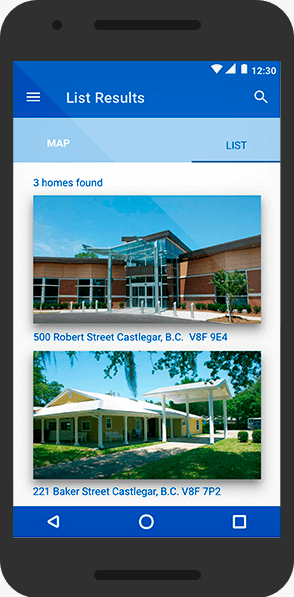 12:30
List Results
MAP
LIST
3 homes found
500 Robert Street Castlegar, B.C. V8F 9E4
221 Baker Street Castlegar, B.C. V8F 7P2